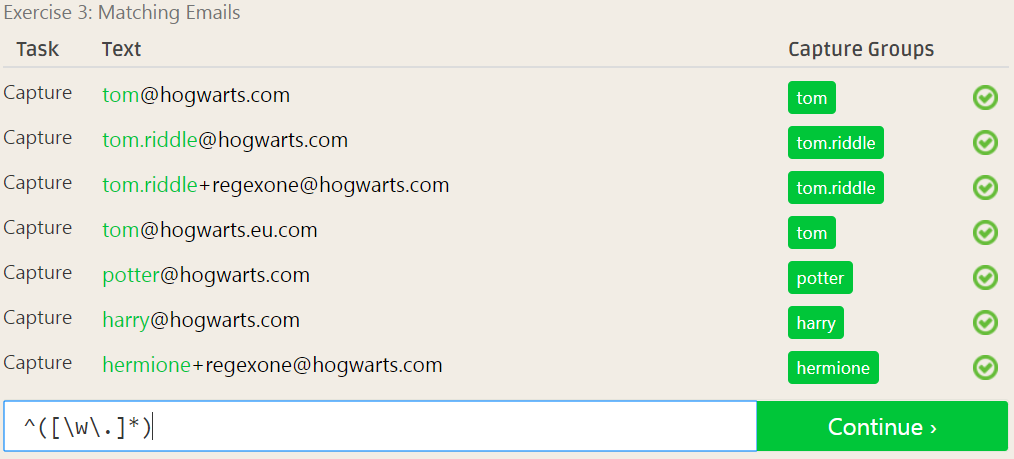 Exercise 3: Matching Emails
Task Text Capture Groups
Capture tom@hogwarts.com tom
Capture tom.riddle@hogwarts.com tom.riddle
Capture tom.riddle+regexone@hogwarts.com tom.riddle
Capture tom@hogwarts.eu.com tom
Capture potter@hogwarts.com potter
Capture harry@hogwarts.com harry
Capture hermione+regexone@hogwarts.com hermione
^([\w\.]*) Continue ›